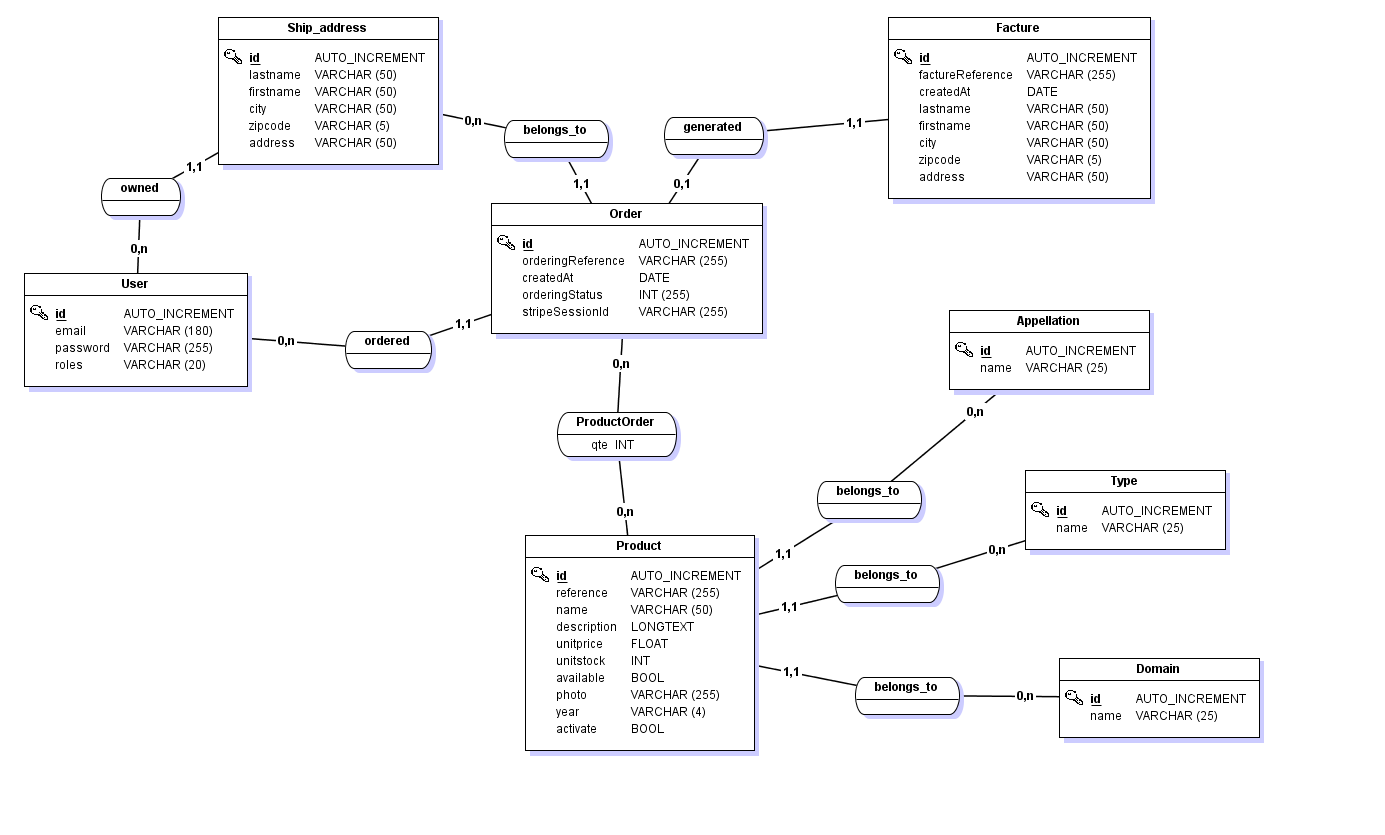 Ship_address
id AUTO_INCREMENT
lastname VARCHAR (50)
firstname VARCHAR (50)
city VARCHAR (50)
zipcode VARCHAR (5)
address VARCHAR (50)
Facture
id AUTO_INCREMENT
factureReference VARCHAR (255)
createdAt DATE
lastname VARCHAR (50)
firstname VARCHAR (50)
city VARCHAR (50)
zipcode VARCHAR (5)
address VARCHAR (50)
0,n
belongs_to
1,1
generated
1,1
0,1
1,1
owned
0,n
Order
id AUTO_INCREMENT
orderingReference VARCHAR (255)
createdAt DATE
orderingStatus INT (255)
stripeSessionId VARCHAR (255)
User
id AUTO_INCREMENT
email VARCHAR (180)
password VARCHAR (255)
roles VARCHAR (20)
0,n
ordered
1,1
Appellation
id AUTO_INCREMENT
name VARCHAR (25)
0,n
ProductOrder
qte INT
0,n
0,n
belongs_to
1,1
Type
id AUTO_INCREMENT
name VARCHAR (25)
0,n
belongs_to
1,1
Product
id AUTO_INCREMENT
reference VARCHAR (255)
name VARCHAR (50)
description LONGTEXT
unitprice FLOAT
unitstock INT
available BOOL
photo VARCHAR (255)
year VARCHAR (4)
activate BOOL
1,1
belongs_to
0,n
Domain
id AUTO_INCREMENT
name VARCHAR (25)